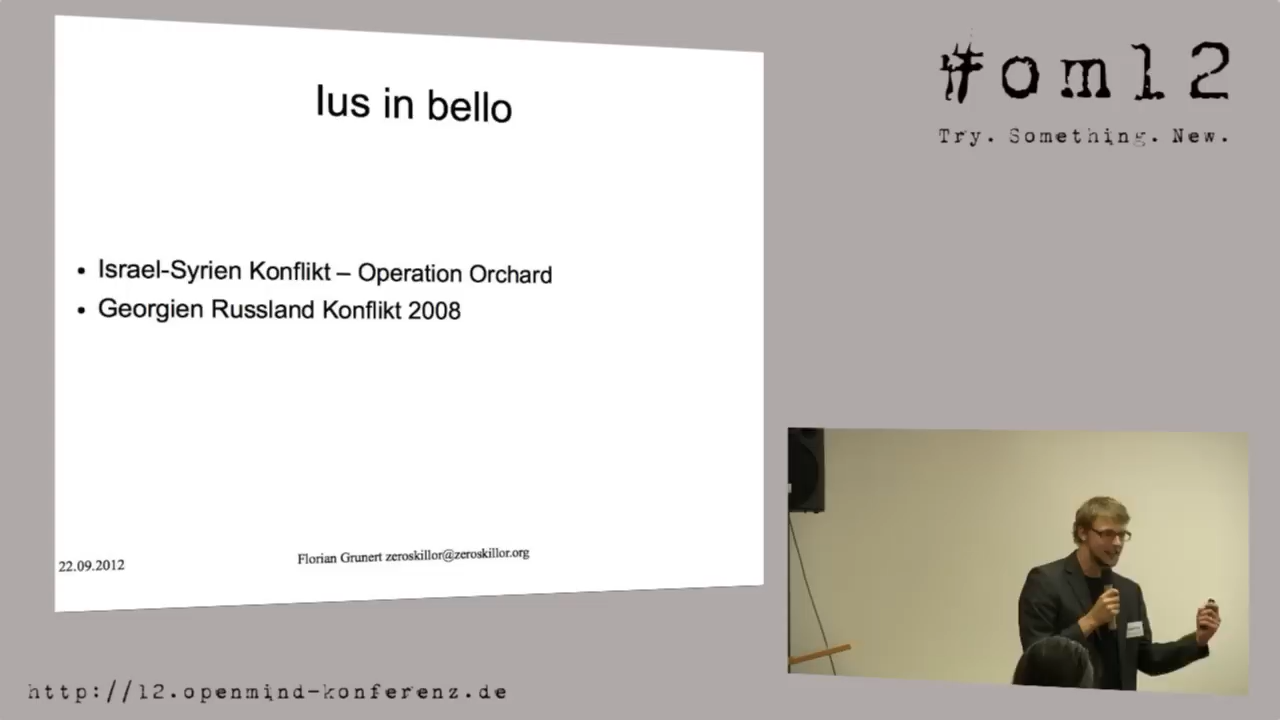 #om12
Try. Something. New.
Ius in bello
• Israel-Syrien Konflikt – Operation Orchard
• Georgien Russland Konflikt 2008
22.09.2012
Florian Grunert zeroskillor@zeroskillor.org
http://12.openmind-konferenz.de